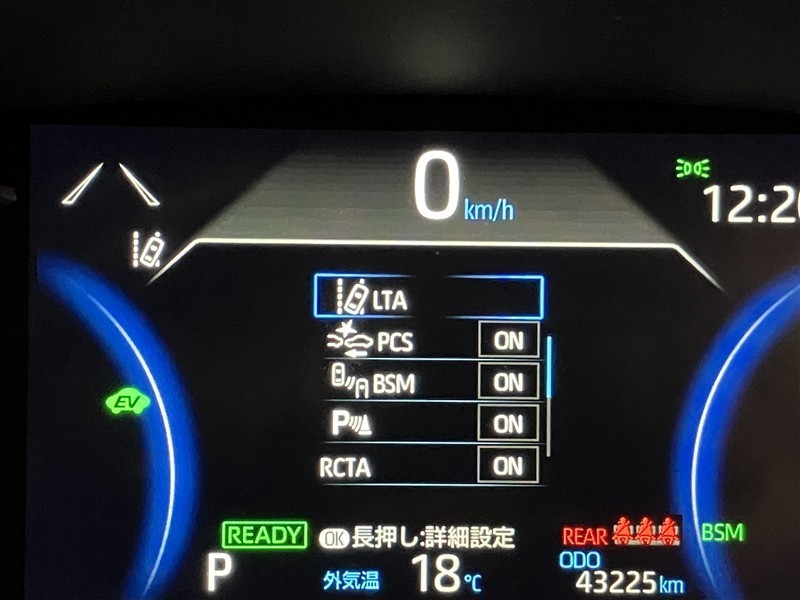 0 km/h
12:20
LTA
PCS ON
BSM ON
P ON
RCTA ON
EV
READY OK 長押し:詳細設定 REAR BSM
P 外気温 18℃ ODO 43225km